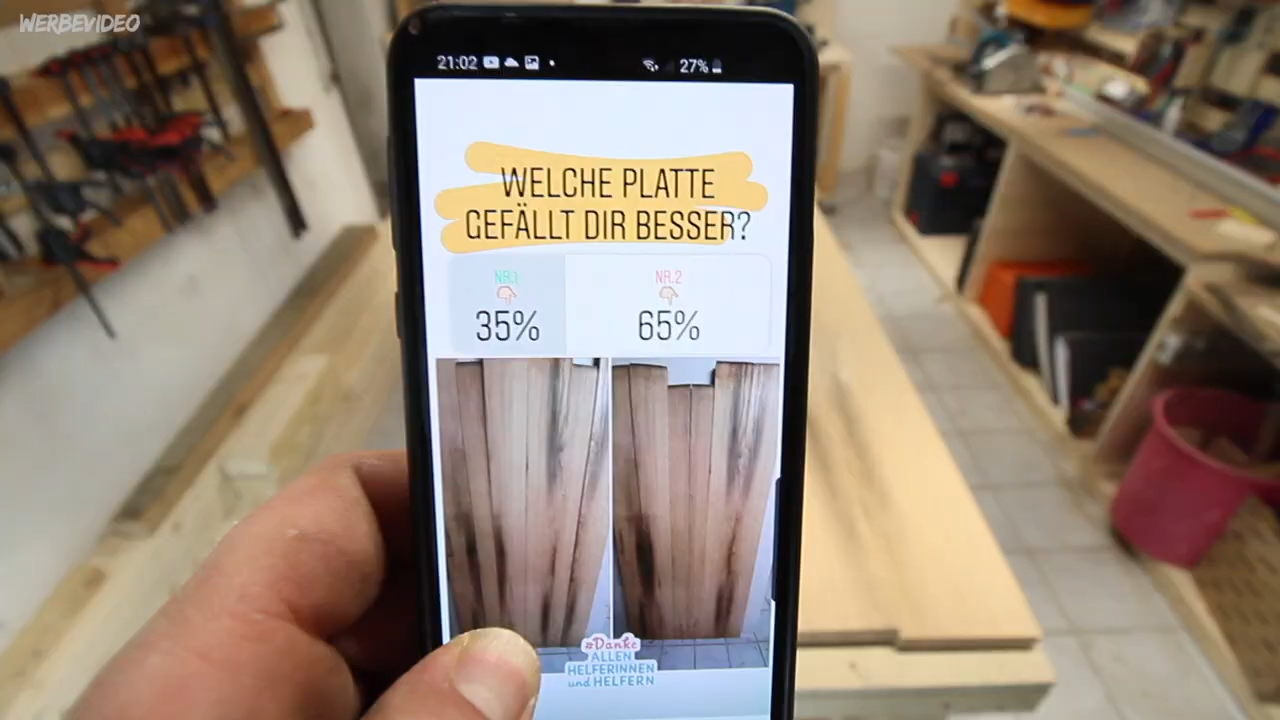 WERBEVIDEO
21:02
27%
WELCHE PLATTE
GEFÄLLT DIR BESSER?
NR.1
NR.2
35%
65%
#Danke
ALLEN
HELFERINNEN
und HELFERN